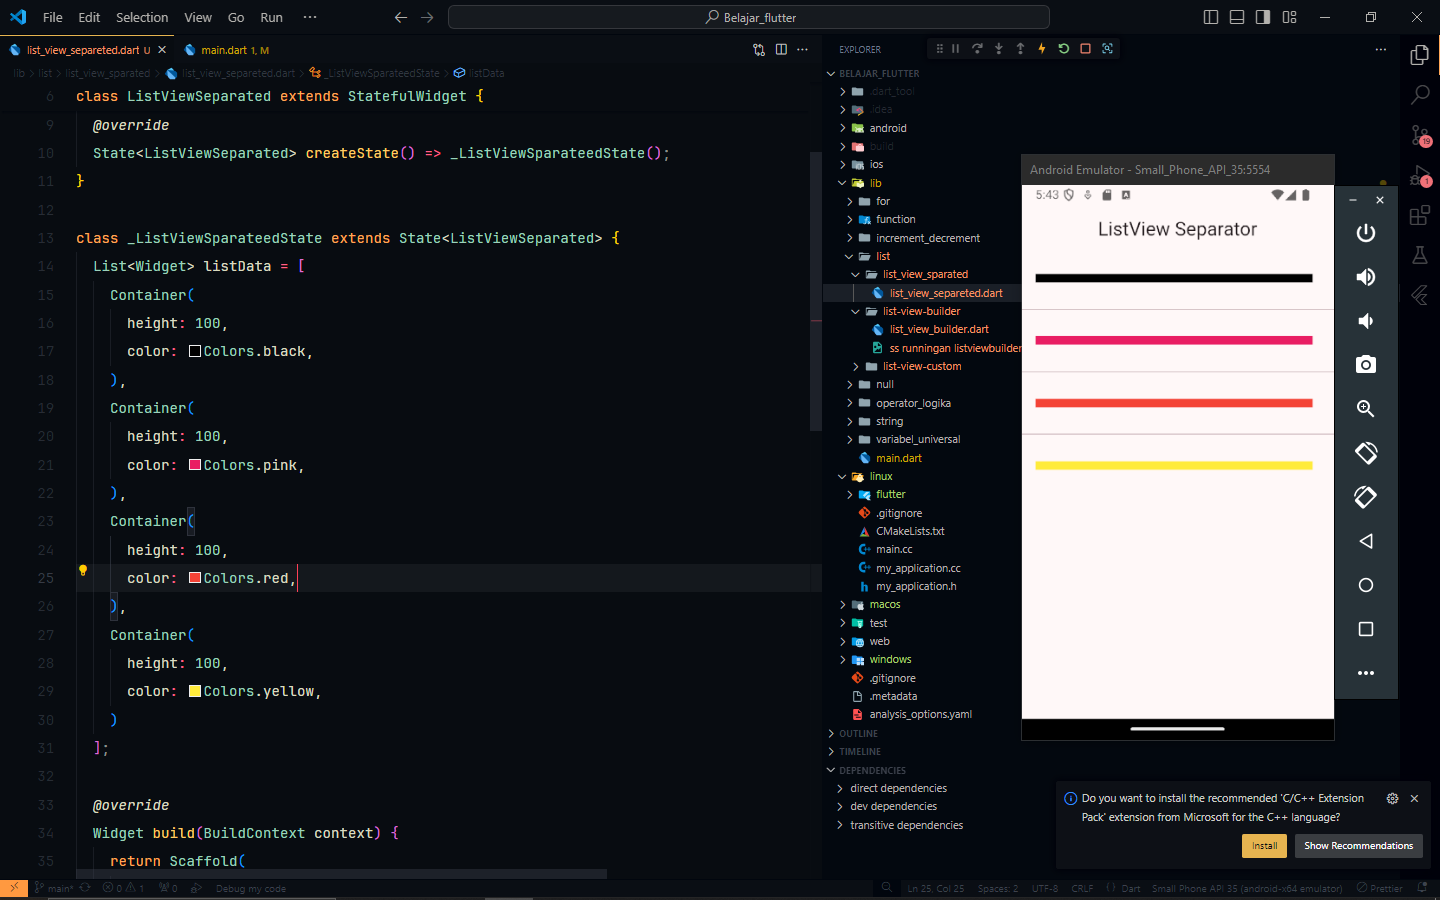 File Edit Selection View Go Run ···
Belajar_flutter
list_view_separeted.dart U
main.dart 1, M
lib > list > list_view_sparated > list_view_separeted.dart > _ListViewSparateedState > listData
6 class ListViewSeparated extends StatefulWidget {
9 @override
10 State<ListViewSeparated> createState() => _ListViewSparateedState();
11 }
12
13 class _ListViewSparateedState extends State<ListViewSeparated> {
14 List<Widget> listData = [
15 Container(
16 height: 100,
17 color: Colors.black,
18 ),
19 Container(
20 height: 100,
21 color: Colors.pink,
22 ),
23 Container(
24 height: 100,
25 color: Colors.red,
26 ),
27 Container(
28 height: 100,
29 color: Colors.yellow,
30 )
31 ];
32
33 @override
34 Widget build(BuildContext context) {
35 return Scaffold(
EXPLORER
BELAJAR_FLUTTER
.dart_tool
.idea
android
build
ios
lib
for
function
increment_decrement
list
list_view_sparated
list_view_separeted.dart
list-view-builder
list_view_builder.dart
ss runningan listviewbuilder
list-view-custom
null
operator_logika
string
variabel_universal
main.dart
linux
flutter
.gitignore
CMakeLists.txt
main.cc
my_application.cc
my_application.h
macos
test
web
windows
.gitignore
.metadata
analysis_options.yaml
OUTLINE
TIMELINE
DEPENDENCIES
direct dependencies
dev dependencies
transitive dependencies
Android Emulator - Small_Phone_API_35:5554
5:43
ListView Separator
19
1
Do you want to install the recommended 'C/C++ Extension
Pack' extension from Microsoft for the C++ language?
Install
Show Recommendations
main* 0 1 0 Debug my code
Ln 25, Col 25 Spaces: 2 UTF-8 CRLF {} Dart Small Phone API 35 (android-x64 emulator) Prettier